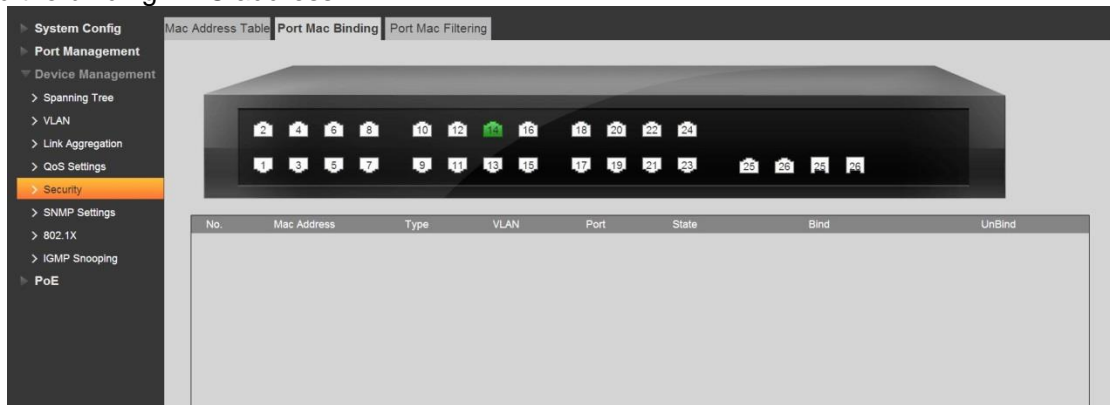 System Config
Port Management
Device Management
> Spanning Tree
> VLAN
> Link Aggregation
> QoS Settings
> Security
> SNMP Settings
> 802.1X
> IGMP Snooping
PoE
Mac Address Table Port Mac Binding Port Mac Filtering
2 4 6 8 10 12 14 16 18 20 22 24
1 3 5 7 9 11 13 15 17 19 21 23 25 26 25 26
No. Mac Address Type VLAN Port State Bind UnBind